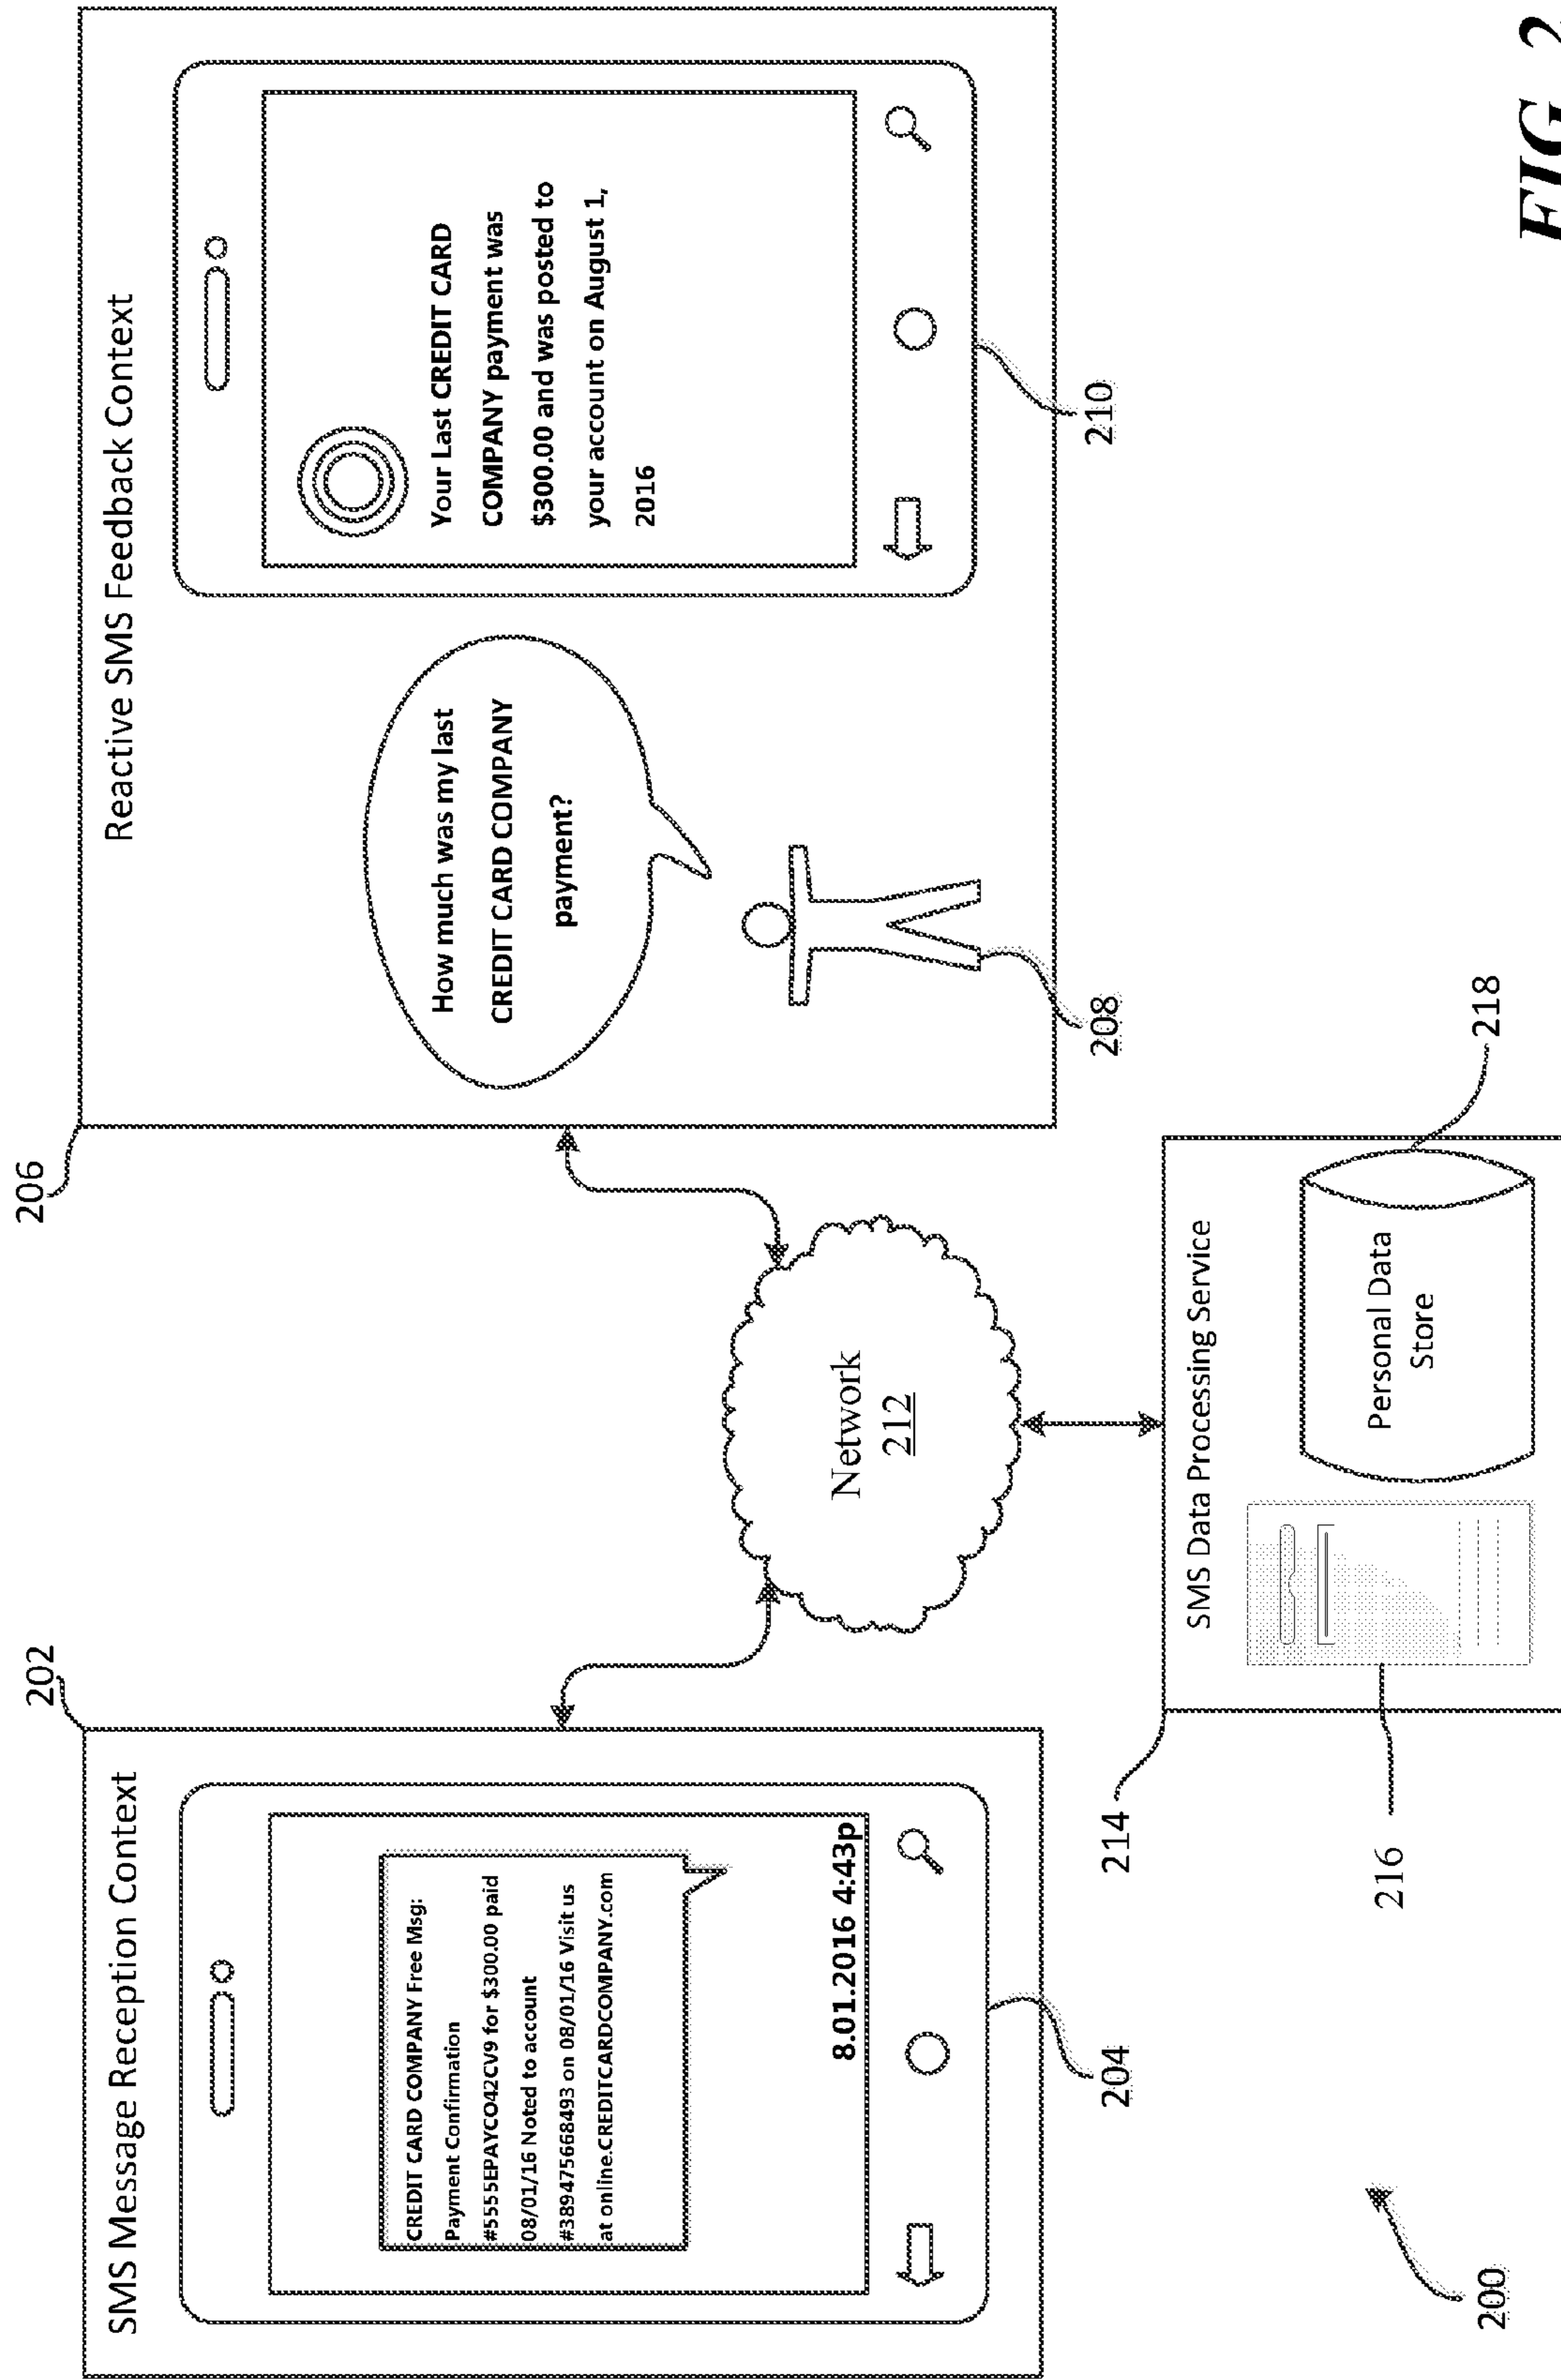 202
SMS Message Reception Context
CREDIT CARD COMPANY Free Msg:
Payment Confirmation
#5555EPAYCO42CV9 for $300.00 paid
08/01/16 Noted to account
#389475668493 on 08/01/16 Visit us
at online.CREDITCARDCOMPANY.com
8.01.2016 4:43p
204
206
Reactive SMS Feedback Context
How much was my last
CREDIT CARD COMPANY
payment?
208
Your Last CREDIT CARD
COMPANY payment was
$300.00 and was posted to
your account on August 1,
2016
210
Network
212
214
SMS Data Processing Service
216
Personal Data
Store
218
200
FIG. 2